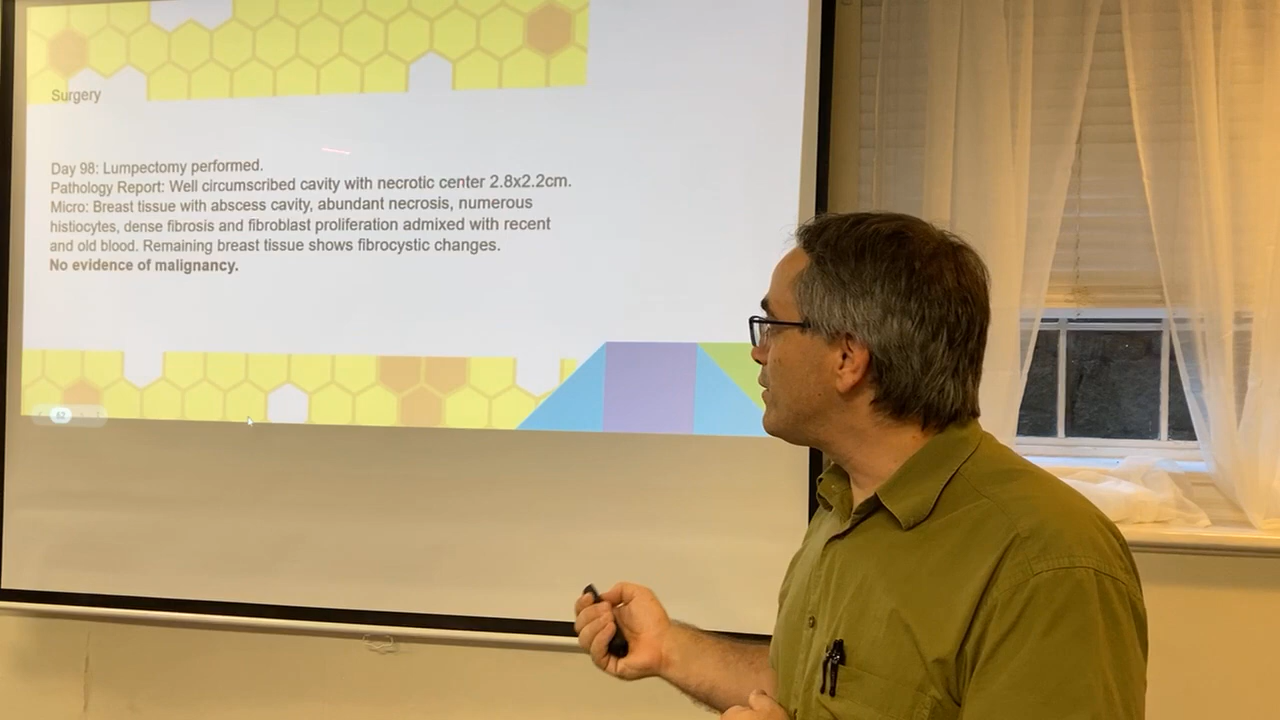 Surgery
Day 98: Lumpectomy performed.
Pathology Report: Well circumscribed cavity with necrotic center 2.8x2.2cm.
Micro: Breast tissue with abscess cavity, abundant necrosis, numerous
histiocytes, dense fibrosis and fibroblast proliferation admixed with recent
and old blood. Remaining breast tissue shows fibrocystic changes.
No evidence of malignancy.
62